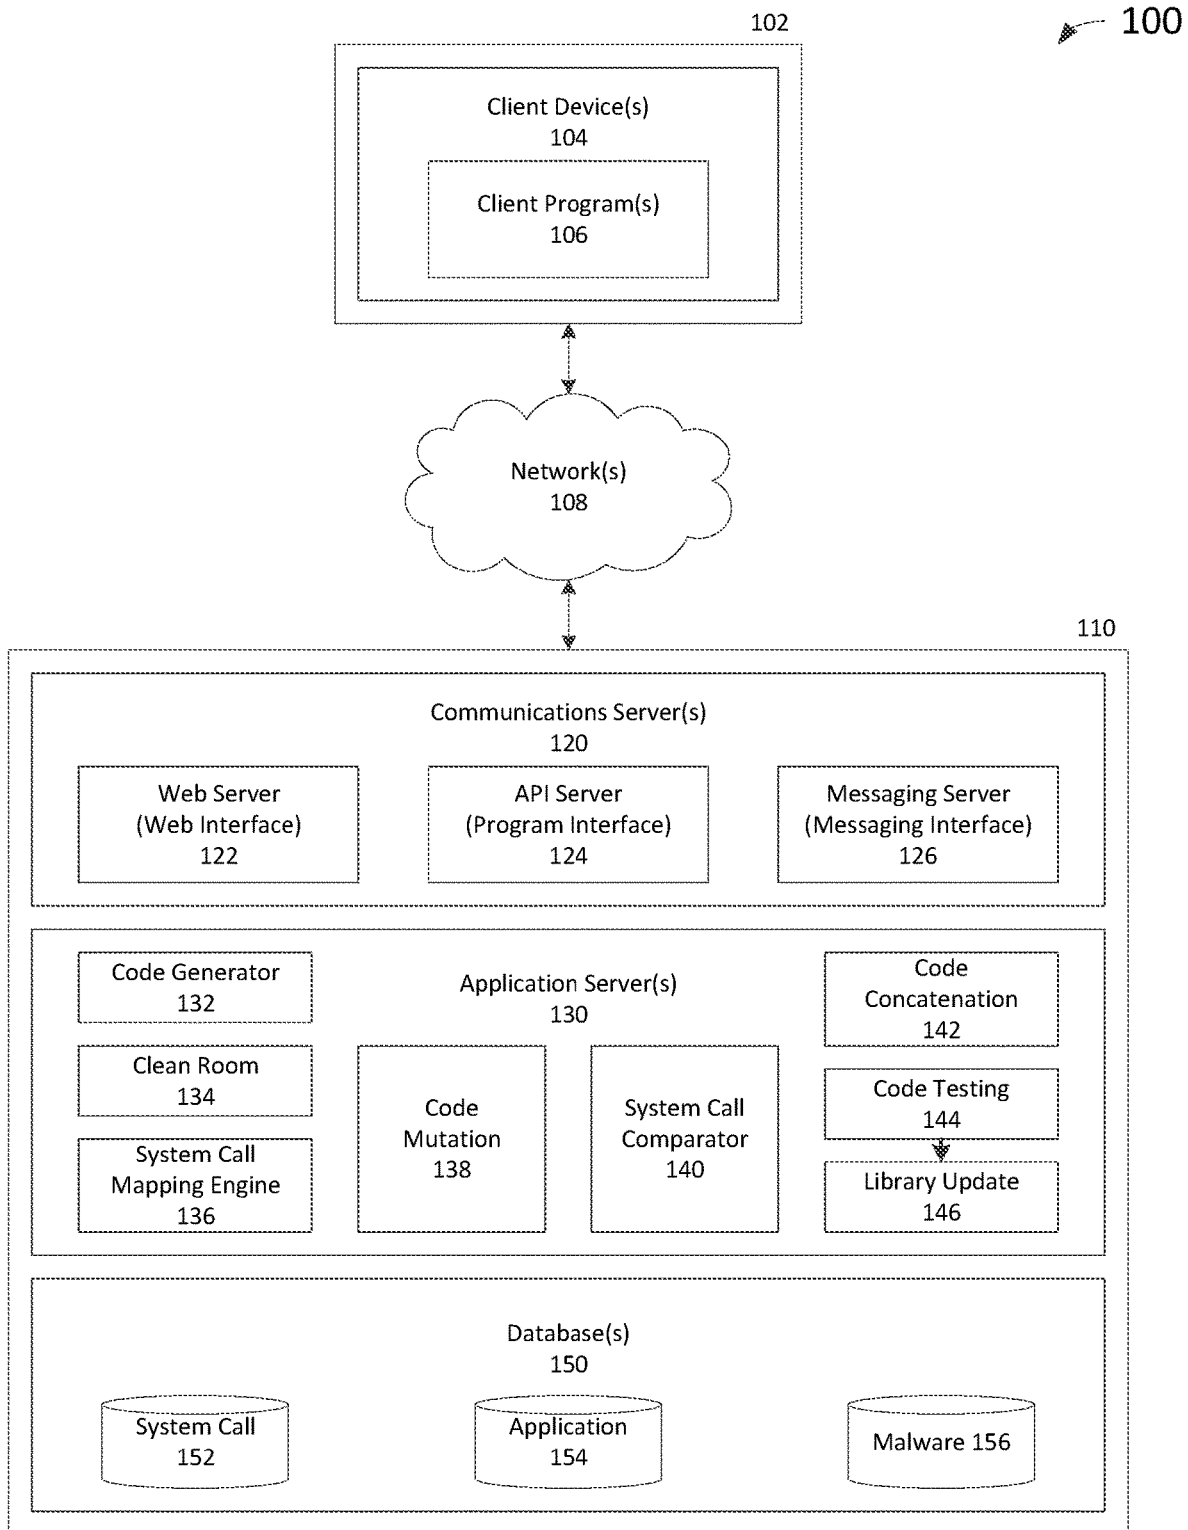 100
102
Client Device(s)
104
Client Program(s)
106
Network(s)
108
110
Communications Server(s)
120
Web Server
(Web Interface)
122
API Server
(Program Interface)
124
Messaging Server
(Messaging Interface)
126
Application Server(s)
130
Code Generator
132
Clean Room
134
System Call
Mapping Engine
136
Code
Mutation
138
System Call
Comparator
140
Code
Concatenation
142
Code Testing
144
Library Update
146
Database(s)
150
System Call
152
Application
154
Malware 156